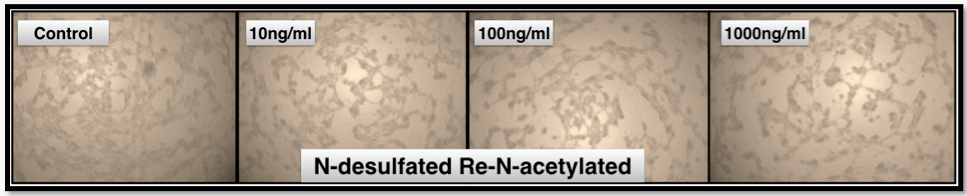 Control
10ng/ml
100ng/ml
1000ng/ml
N-desulfated Re-N-acetylated